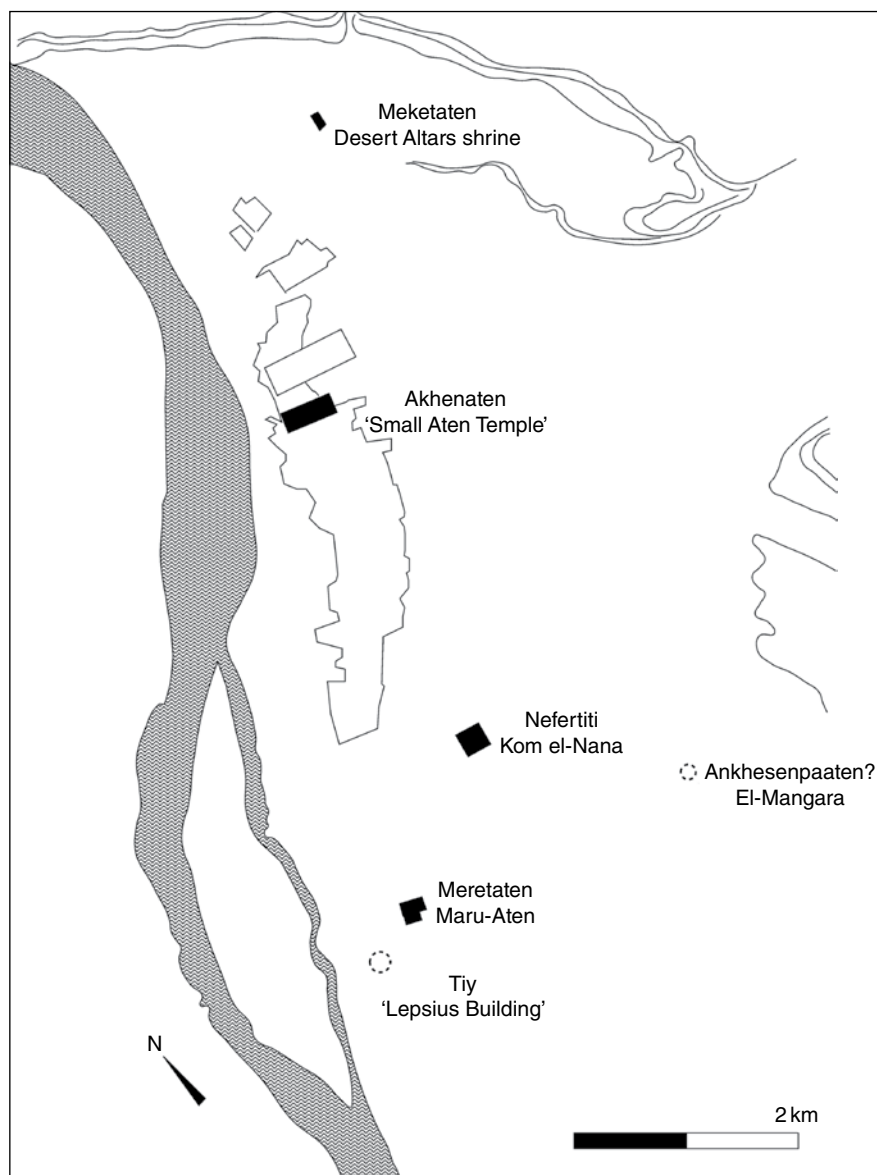 Meketaten
Desert Altars shrine
Akhenaten
‘Small Aten Temple’
Nefertiti
Kom el-Nana
Ankhesenpaaten?
El-Mangara
Meretaten
Maru-Aten
Tiy
‘Lepsius Building’
N
2 km